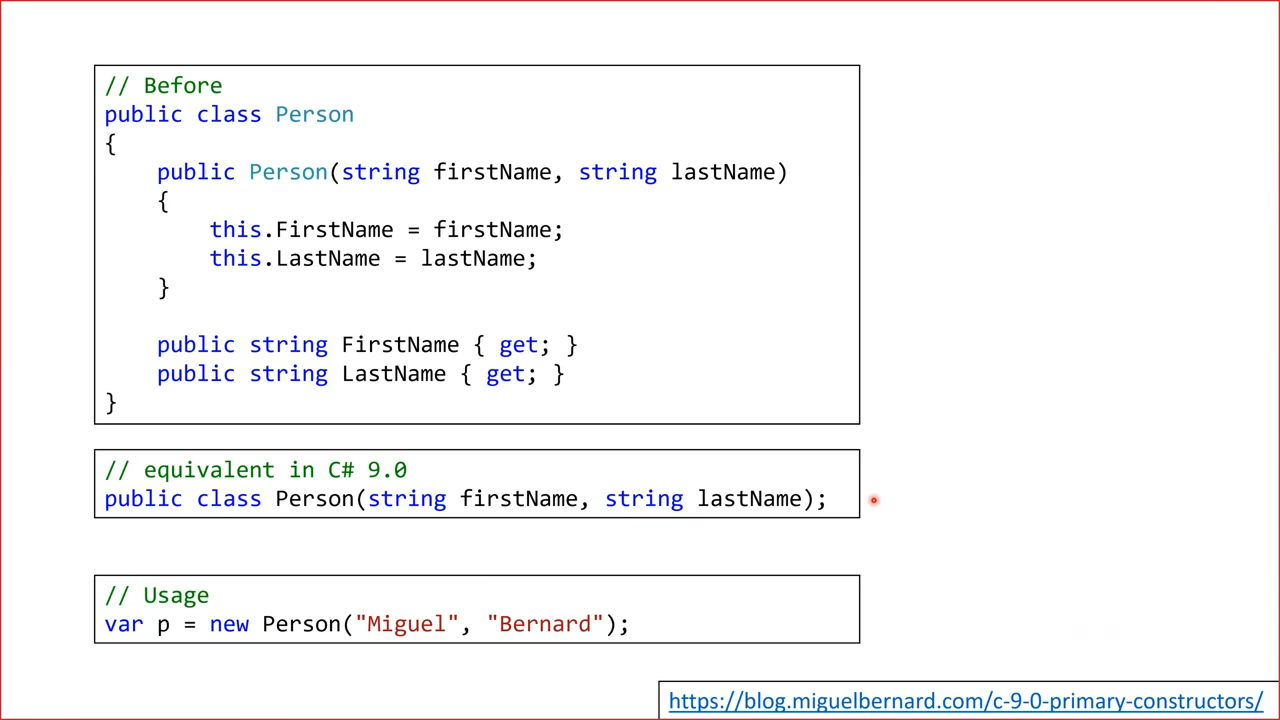 // Before
public class Person
{
    public Person(string firstName, string lastName)
    {
        this.FirstName = firstName;
        this.LastName = lastName;
    }

    public string FirstName { get; }
    public string LastName { get; }
}
// equivalent in C# 9.0
public class Person(string firstName, string lastName);
// Usage
var p = new Person("Miguel", "Bernard");
https://blog.miguelbernard.com/c-9-0-primary-constructors/